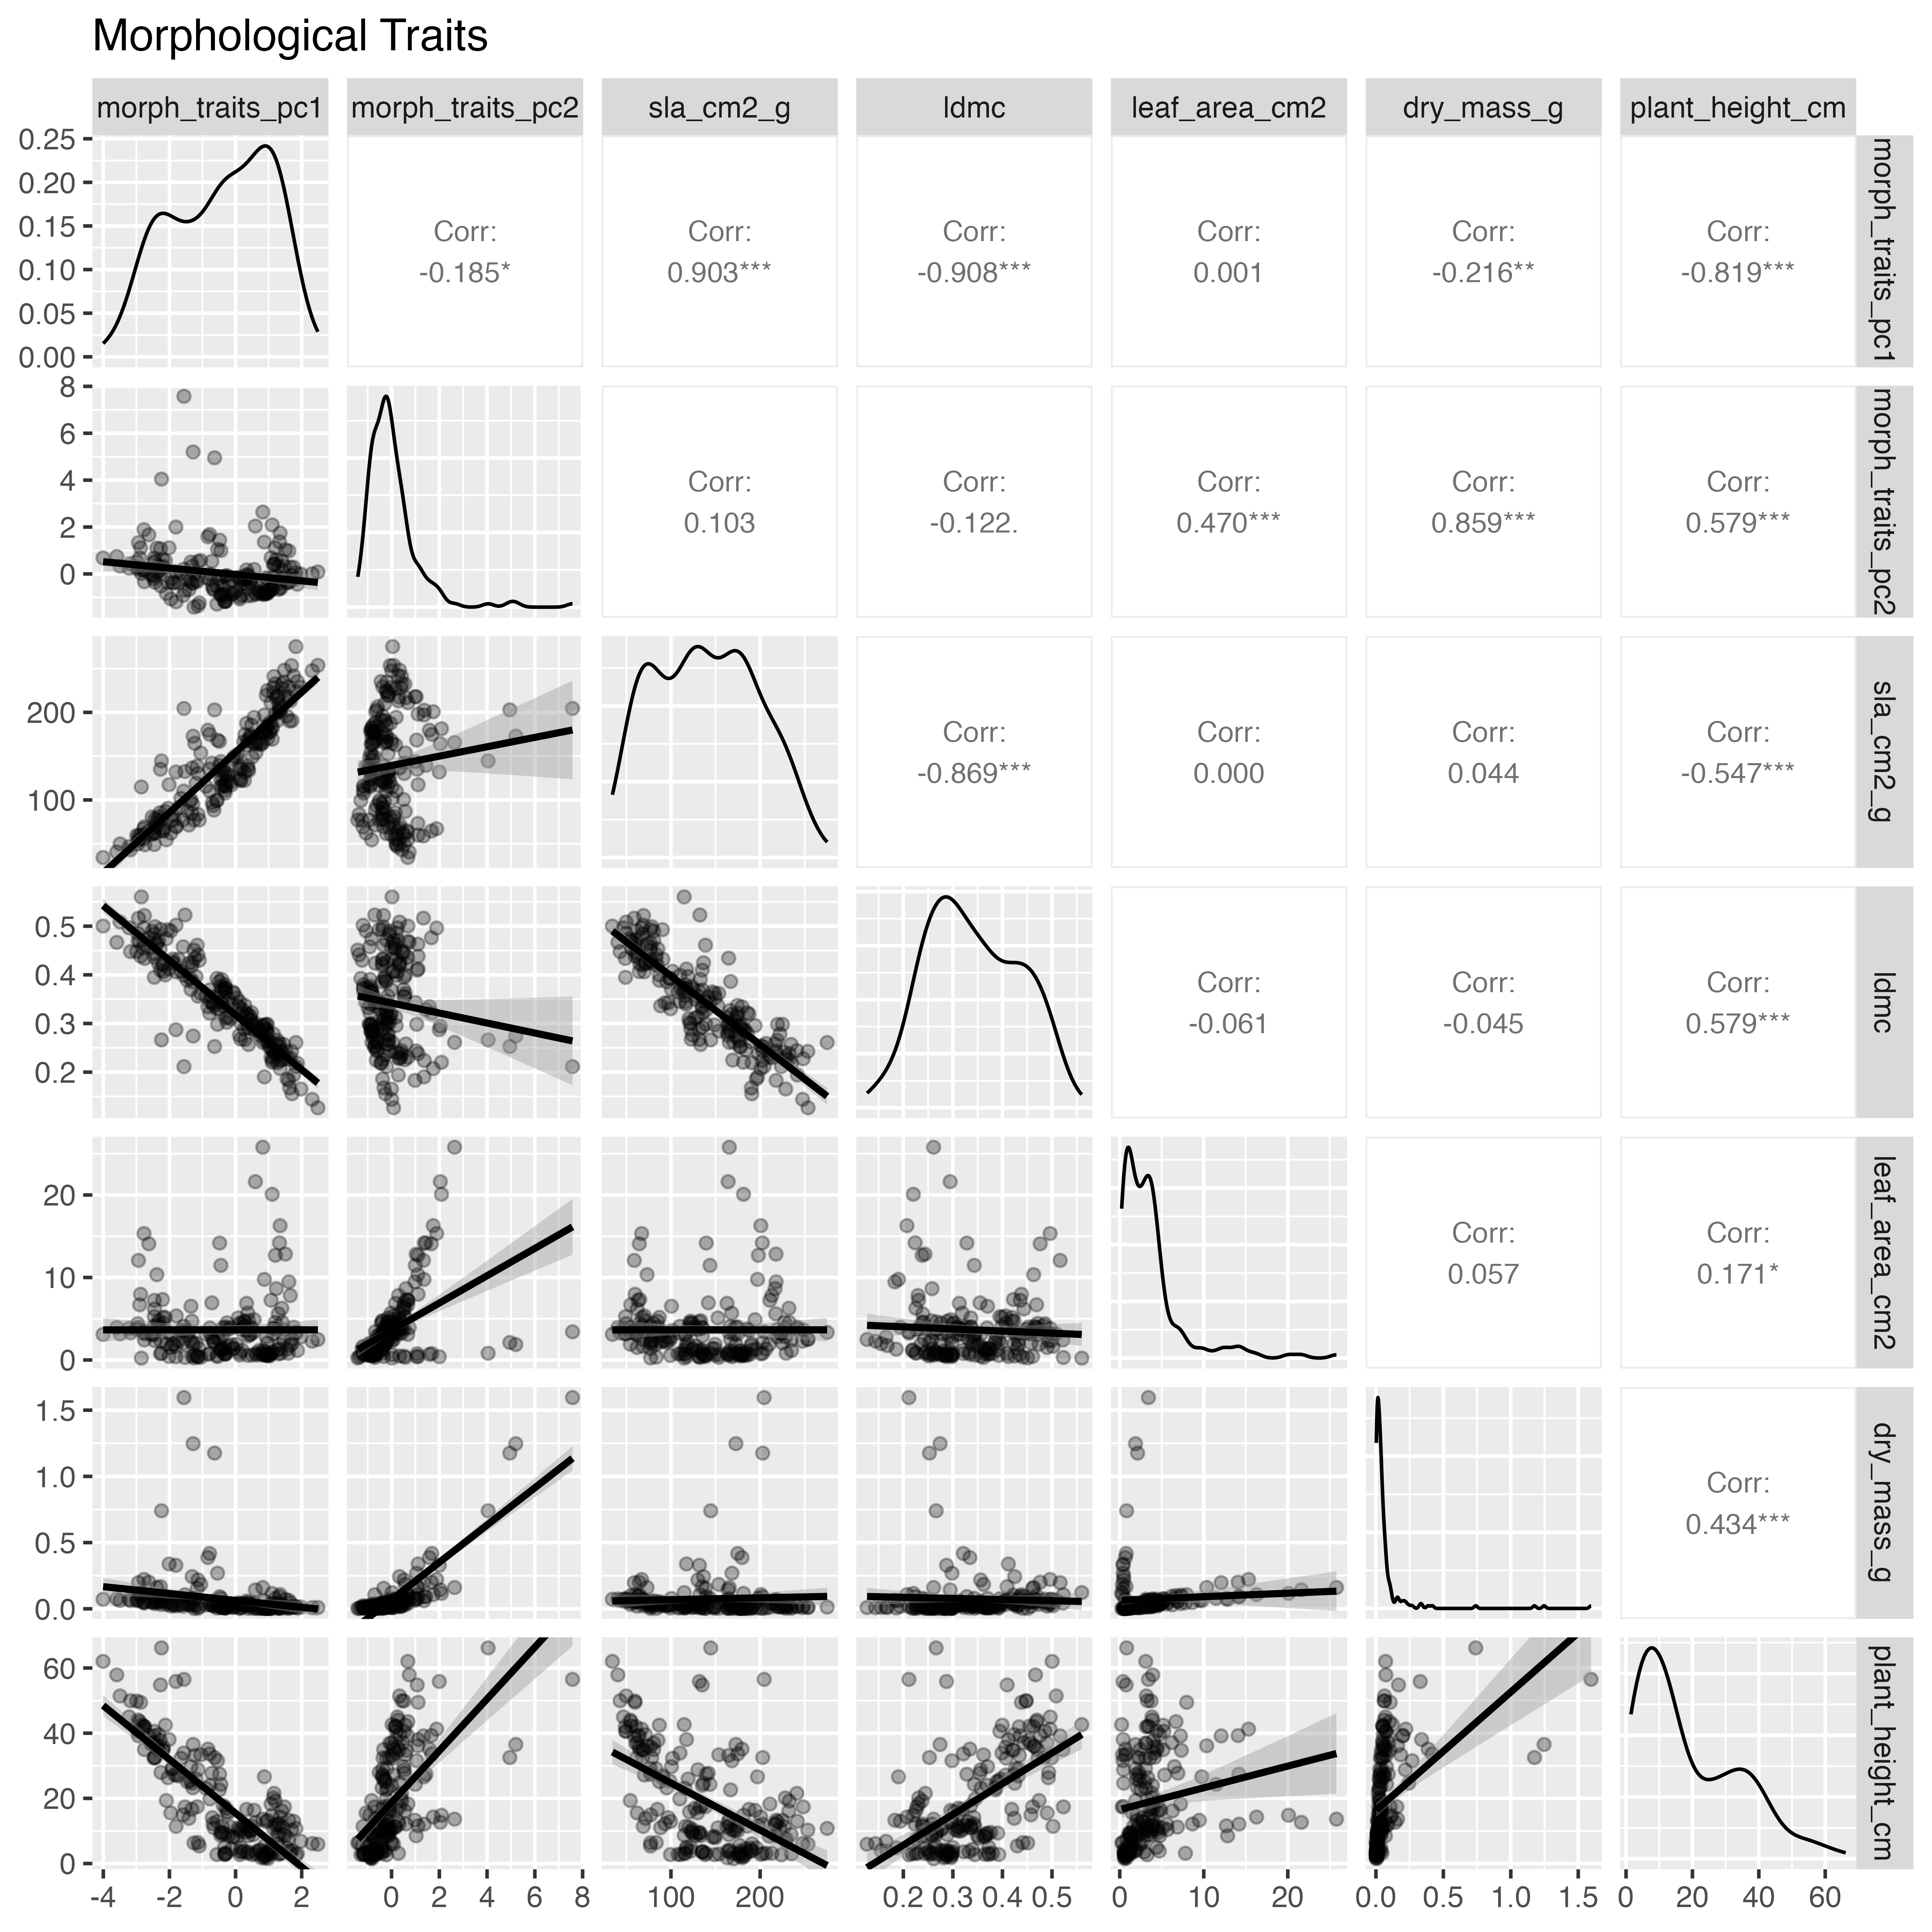 Morphological Traits
morph_traits_pc1 morph_traits_pc2 sla_cm2_g ldmc leaf_area_cm2 dry_mass_g plant_height_cm
0.25
0.20
0.15
0.10
0.05
0.00
Corr: Corr: Corr: Corr: Corr: Corr:
-0.185* 0.903*** -0.908*** 0.001 -0.216** -0.819***
morph_traits_pc1
8
6
4
2
0
Corr: Corr: Corr: Corr: Corr:
0.103 -0.122. 0.470*** 0.859*** 0.579***
morph_traits_pc2
200
100
Corr: Corr: Corr: Corr:
-0.869*** 0.000 0.044 -0.547***
sla_cm2_g
0.5
0.4
0.3
0.2
Corr: Corr: Corr:
-0.061 -0.045 0.579***
ldmc
20
10
0
Corr: Corr:
0.057 0.171*
leaf_area_cm2
1.5
1.0
0.5
0.0
Corr:
0.434***
dry_mass_g
60
40
20
0
plant_height_cm
-4 -2 0 2 0 2 4 6 8 100 200 0.2 0.3 0.4 0.5 0 10 20 0.0 0.5 1.0 1.5 0 20 40 60